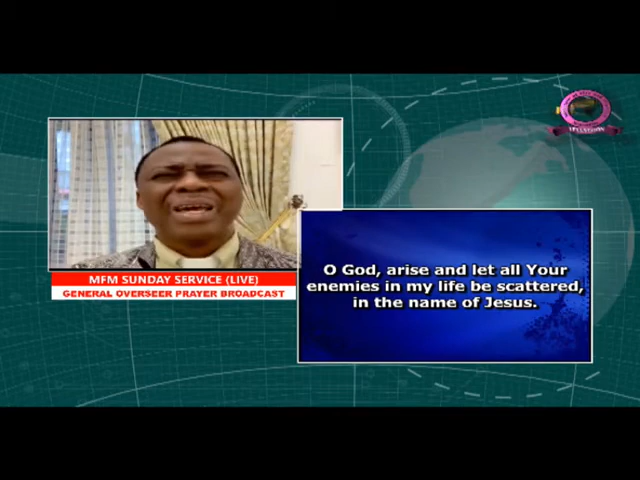 MFM SUNDAY SERVICE (LIVE)
GENERAL OVERSEER PRAYER BROADCAST
O God, arise and let all Your
enemies in my life be scattered,
in the name of Jesus.